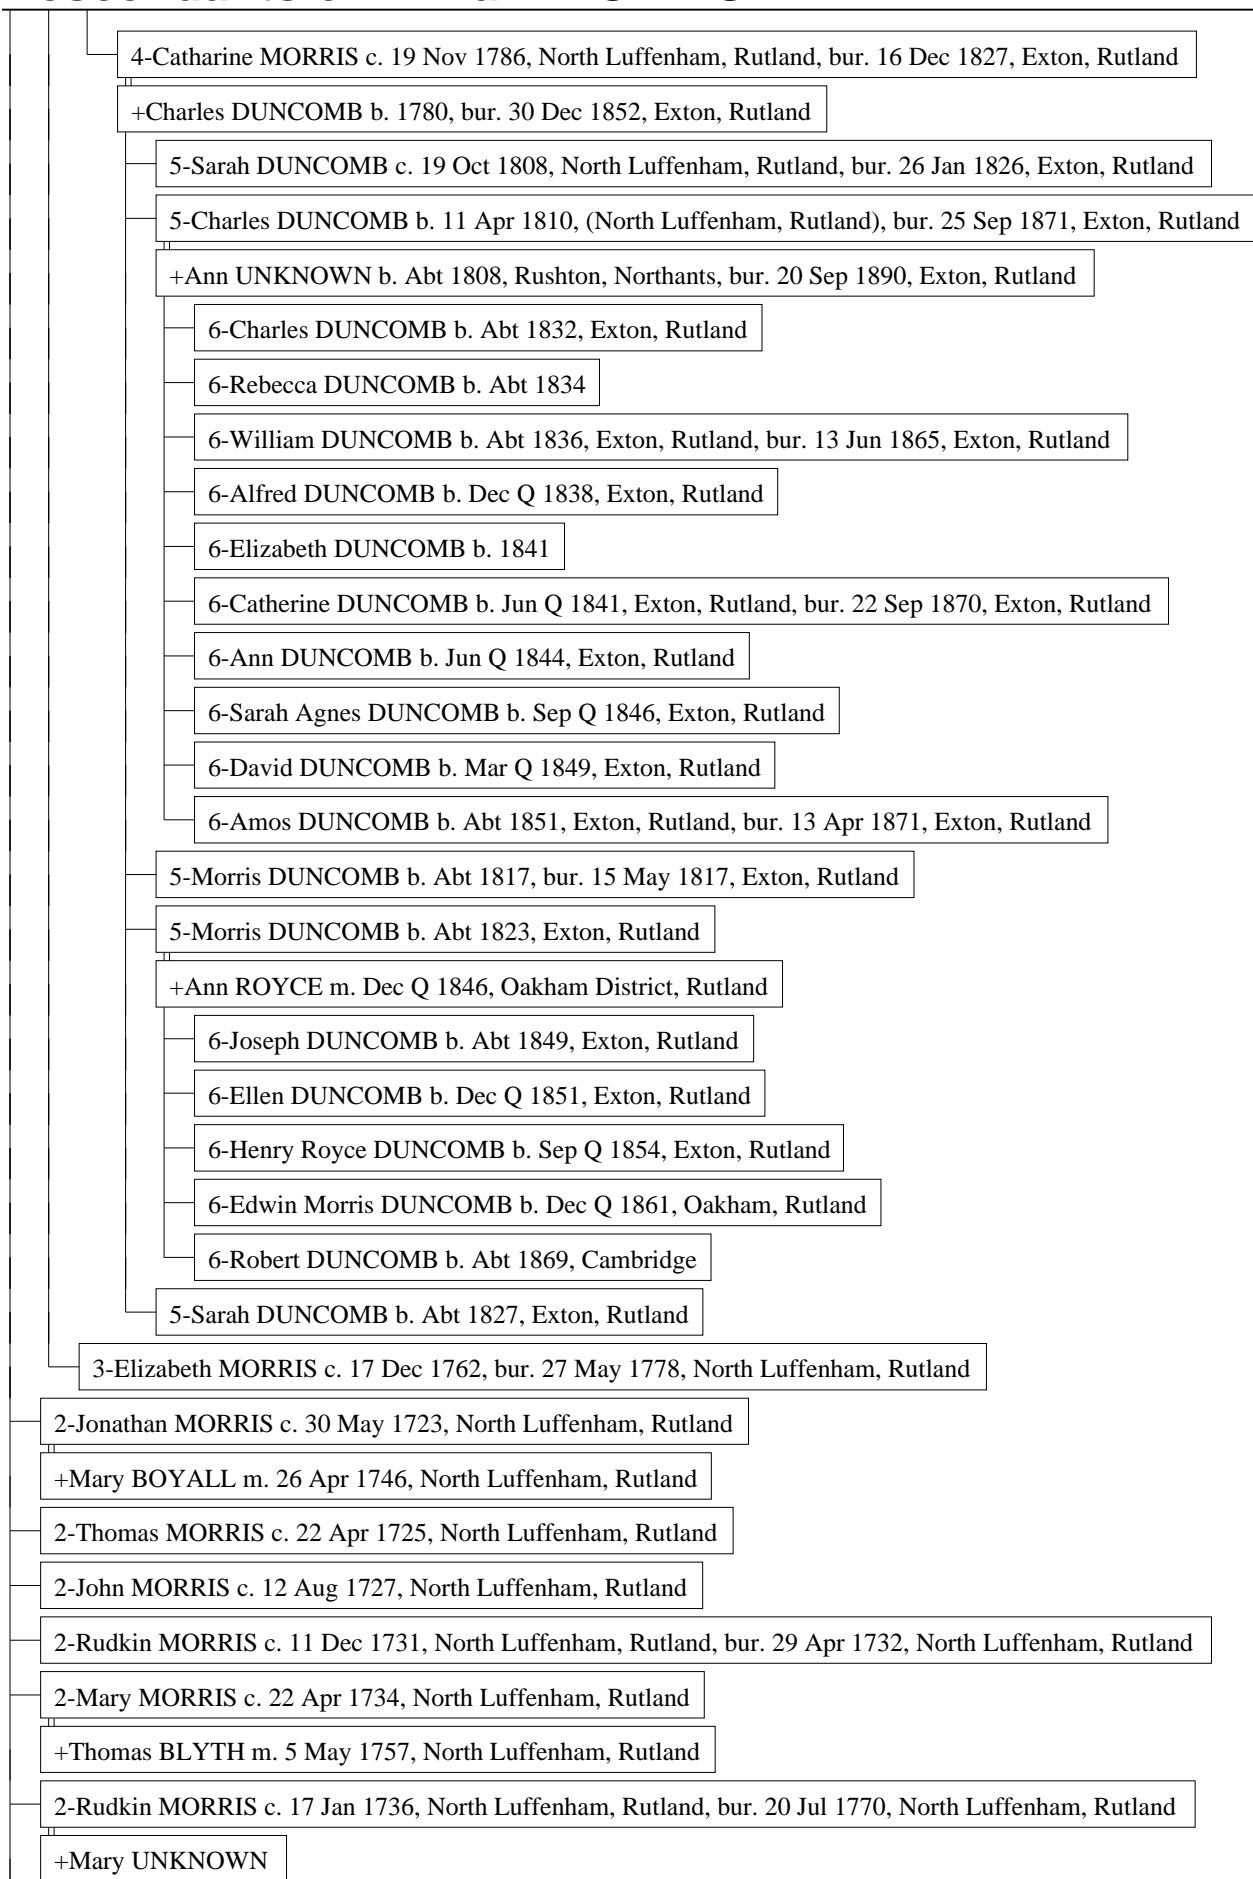 4-Catharine MORRIS c. 19 Nov 1786, North Luffenham, Rutland, bur. 16 Dec 1827, Exton, Rutland
+Charles DUNCOMB b. 1780, bur. 30 Dec 1852, Exton, Rutland
5-Sarah DUNCOMB c. 19 Oct 1808, North Luffenham, Rutland, bur. 26 Jan 1826, Exton, Rutland
5-Charles DUNCOMB b. 11 Apr 1810, (North Luffenham, Rutland), bur. 25 Sep 1871, Exton, Rutland
+Ann UNKNOWN b. Abt 1808, Rushton, Northants, bur. 20 Sep 1890, Exton, Rutland
6-Charles DUNCOMB b. Abt 1832, Exton, Rutland
6-Rebecca DUNCOMB b. Abt 1834
6-William DUNCOMB b. Abt 1836, Exton, Rutland, bur. 13 Jun 1865, Exton, Rutland
6-Alfred DUNCOMB b. Dec Q 1838, Exton, Rutland
6-Elizabeth DUNCOMB b. 1841
6-Catherine DUNCOMB b. Jun Q 1841, Exton, Rutland, bur. 22 Sep 1870, Exton, Rutland
6-Ann DUNCOMB b. Jun Q 1844, Exton, Rutland
6-Sarah Agnes DUNCOMB b. Sep Q 1846, Exton, Rutland
6-David DUNCOMB b. Mar Q 1849, Exton, Rutland
6-Amos DUNCOMB b. Abt 1851, Exton, Rutland, bur. 13 Apr 1871, Exton, Rutland
5-Morris DUNCOMB b. Abt 1817, bur. 15 May 1817, Exton, Rutland
5-Morris DUNCOMB b. Abt 1823, Exton, Rutland
+Ann ROYCE m. Dec Q 1846, Oakham District, Rutland
6-Joseph DUNCOMB b. Abt 1849, Exton, Rutland
6-Ellen DUNCOMB b. Dec Q 1851, Exton, Rutland
6-Henry Royce DUNCOMB b. Sep Q 1854, Exton, Rutland
6-Edwin Morris DUNCOMB b. Dec Q 1861, Oakham, Rutland
6-Robert DUNCOMB b. Abt 1869, Cambridge
5-Sarah DUNCOMB b. Abt 1827, Exton, Rutland
3-Elizabeth MORRIS c. 17 Dec 1762, bur. 27 May 1778, North Luffenham, Rutland
2-Jonathan MORRIS c. 30 May 1723, North Luffenham, Rutland
+Mary BOYALL m. 26 Apr 1746, North Luffenham, Rutland
2-Thomas MORRIS c. 22 Apr 1725, North Luffenham, Rutland
2-John MORRIS c. 12 Aug 1727, North Luffenham, Rutland
2-Rudkin MORRIS c. 11 Dec 1731, North Luffenham, Rutland, bur. 29 Apr 1732, North Luffenham, Rutland
2-Mary MORRIS c. 22 Apr 1734, North Luffenham, Rutland
+Thomas BLYTH m. 5 May 1757, North Luffenham, Rutland
2-Rudkin MORRIS c. 17 Jan 1736, North Luffenham, Rutland, bur. 20 Jul 1770, North Luffenham, Rutland
+Mary UNKNOWN